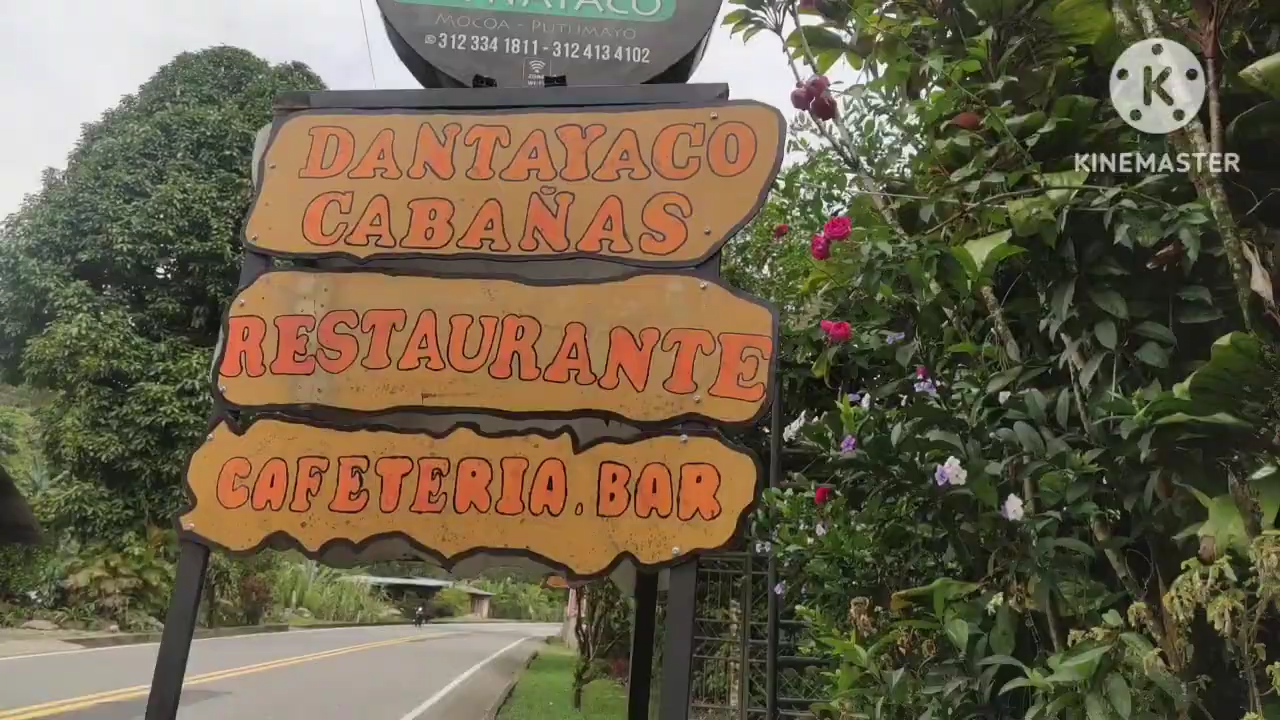 MOCOA - PUTUMAYO
312 334 1811 - 312 413 4102
DANTAYACO
CABAÑAS
RESTAURANTE
CAFETERIA.BAR
K
KINEMASTER